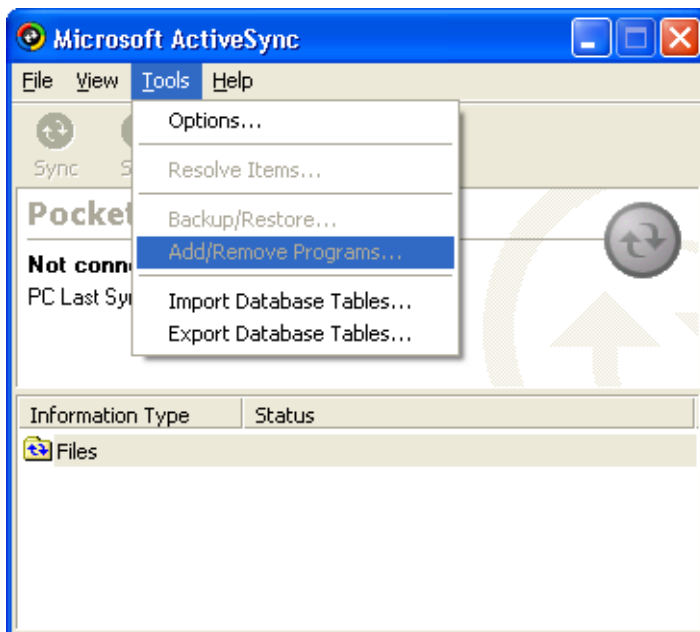 Microsoft ActiveSync
File View Tools Help
Options...
Sync
Resolve Items...
Pocket
Backup/Restore...
Add/Remove Programs...
Not conn
PC Last Sy
Import Database Tables...
Export Database Tables...
Information Type Status
Files